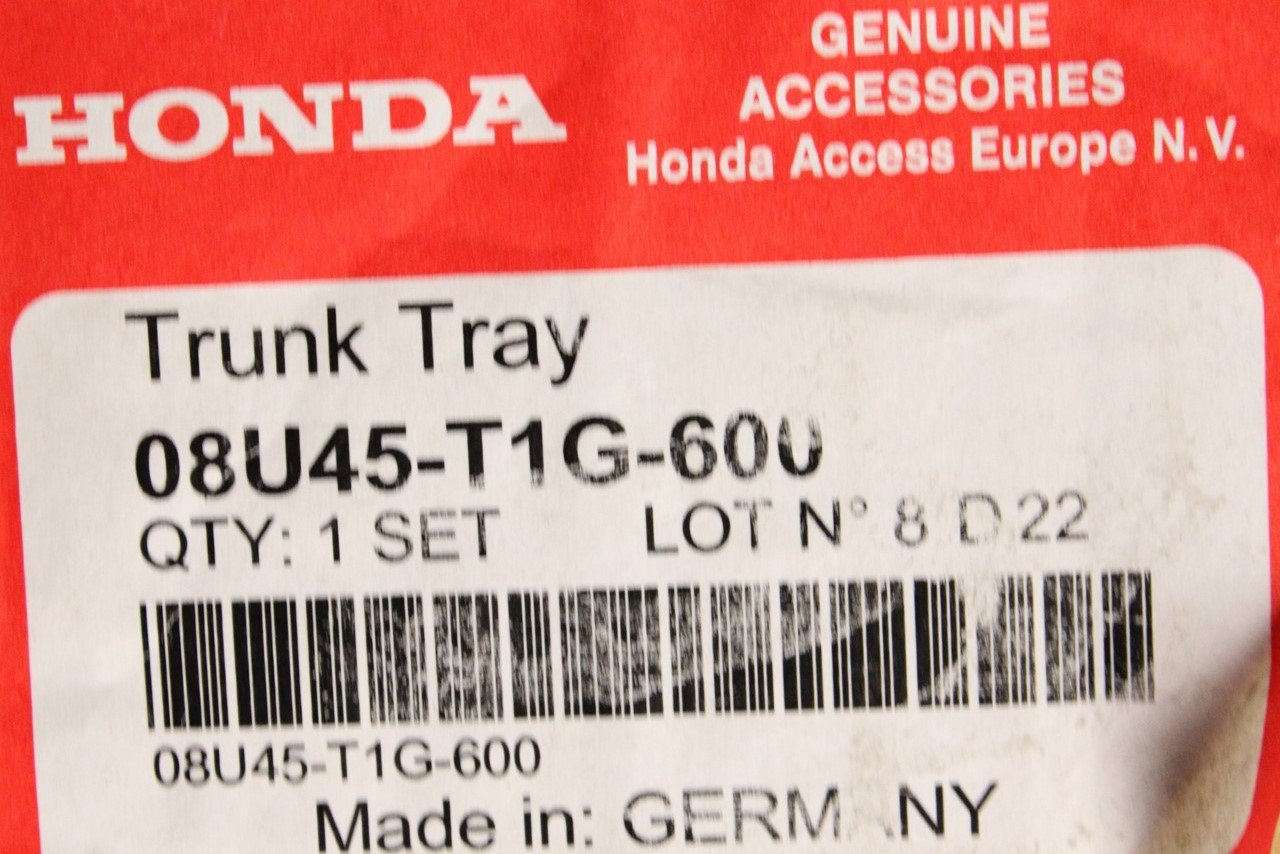 HONDA
GENUINE
ACCESSORIES
Honda Access Europe N.V.
Trunk Tray
08U45-T1G-600
QTY: 1 SET LOT N° 8 D 22
08U45-T1G-600
Made in: GERMANY